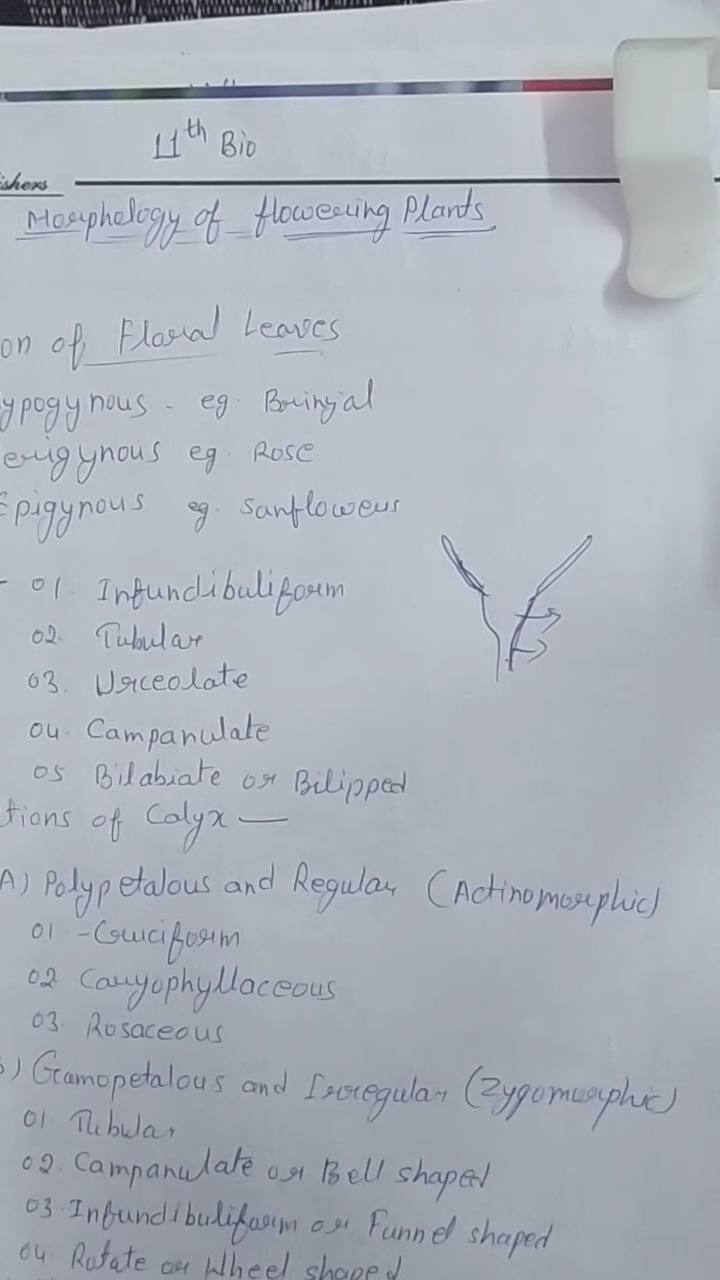 11th Bio
ishers
Morphology of flowering Plants
on of Floral Leaves
ypogynous - eg. Bringal
erigynous eg. Rose
Epigynous eg. Sanflowers
- 01. Infundibuliform
02. Tubular
03. Urceolate
04. Campanulate
05 Bilabiate or Bilipped
tions of Calyx —
A) Polypetalous and Regular (Actinomorphic)
01 - Cruciform
02 Caryophyllaceous
03. Rosaceous
) Gamopetalous and Irregular (Zygomorphic)
01 Tubular
02. Campanulate or Bell shaped
03. Infundibuliform or Funnel shaped
04 Rotate or Wheel shaped